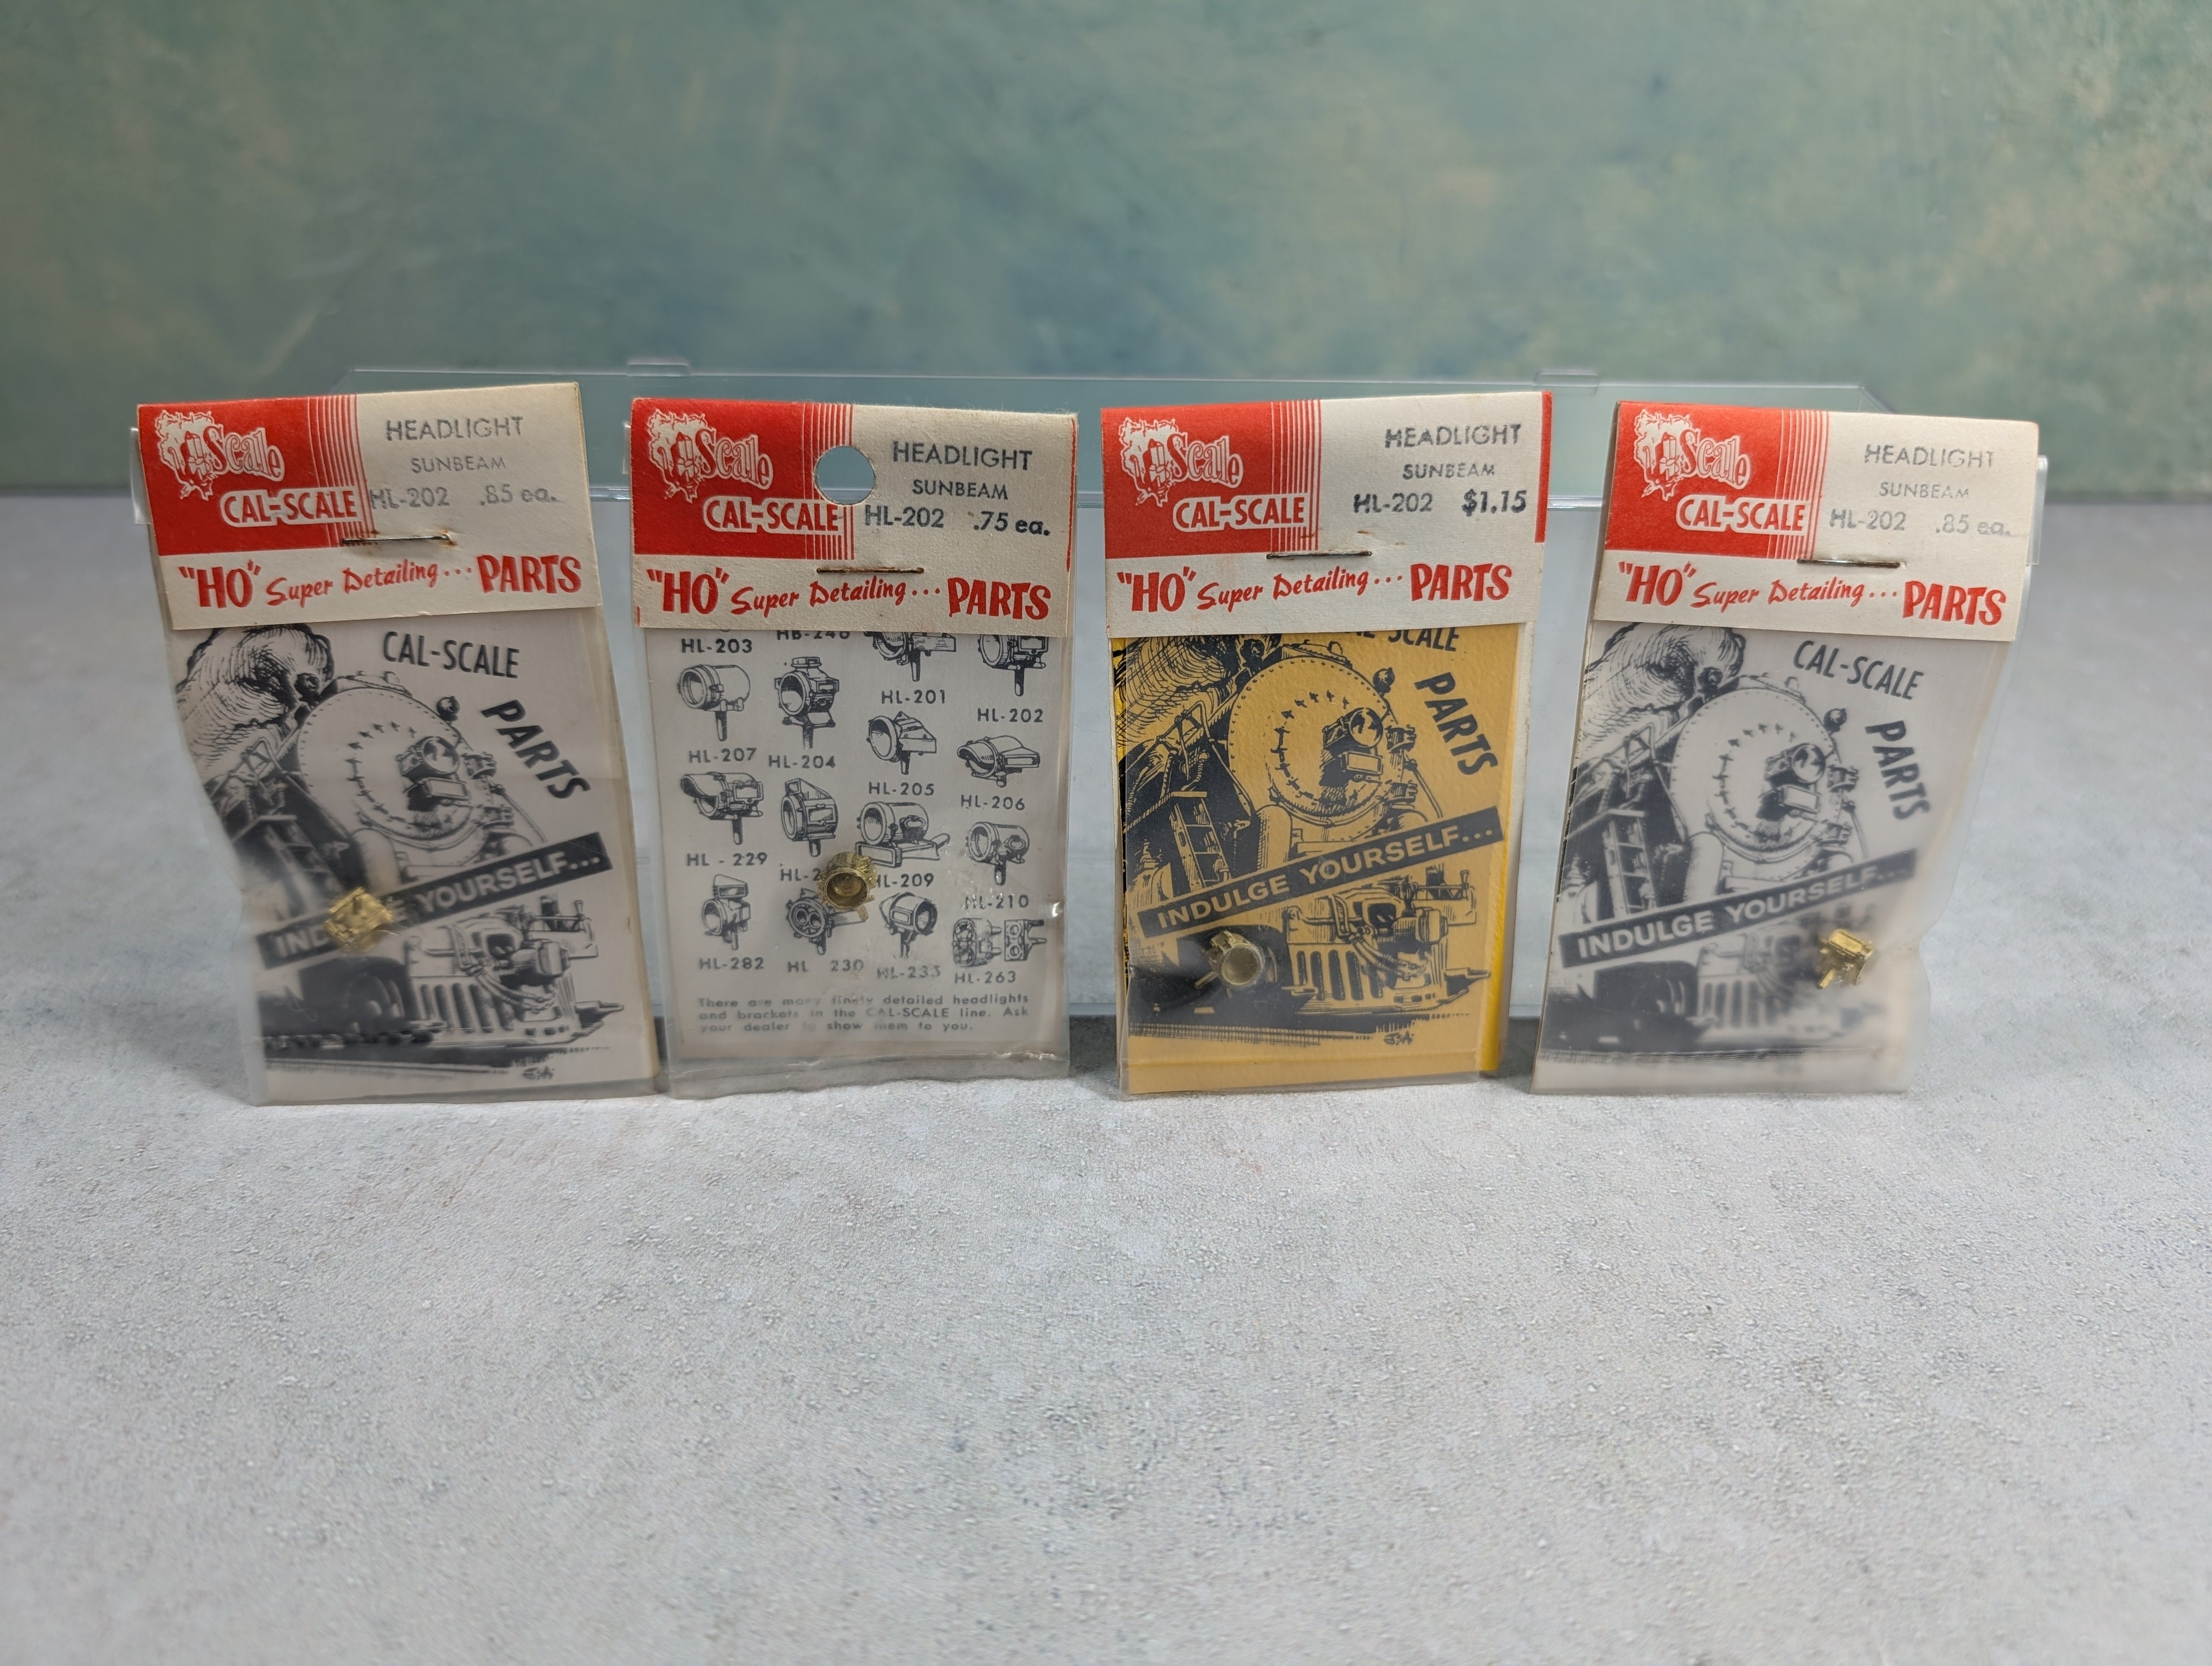 Scale
CAL-SCALE
HEADLIGHT
SUNBEAM
HL-202 .85 ea.
"HO" Super Detailing... PARTS
CAL-SCALE
PARTS
YOURSELF...
Scale
CAL-SCALE
HEADLIGHT
SUNBEAM
HL-202 .75 ea.
"HO" Super Detailing... PARTS
HL-203 HB-246
HL-201 HL-202
HL-207 HL-204
HL-205 HL-206
HL-229 HL-209
HL-210
HL-282 HL 230 HL-233 HL-263
There are many finely detailed headlights
and brackets in the CAL-SCALE line. Ask
your dealer to show them to you.
Scale
CAL-SCALE
HEADLIGHT
SUNBEAM
HL-202 $1.15
"HO" Super Detailing... PARTS
SCALE
PARTS
INDULGE YOURSELF...
Scale
CAL-SCALE
HEADLIGHT
SUNBEAM
HL-202 .85 ea.
"HO" Super Detailing... PARTS
CAL-SCALE
PARTS
INDULGE YOURSELF...